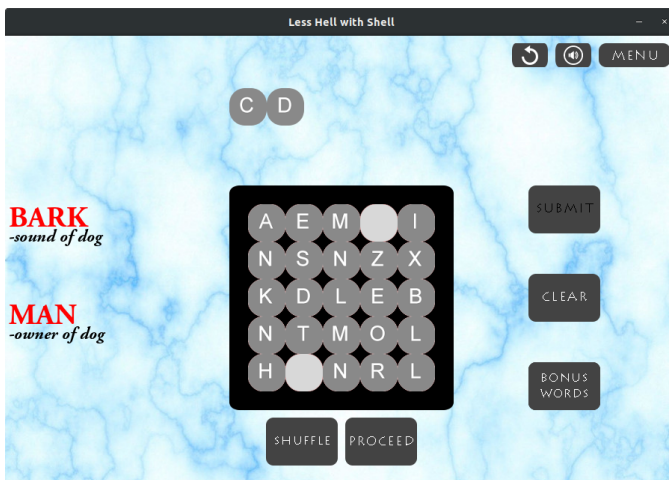 Less Hell with Shell
MENU
C D
BARK
-sound of dog
MAN
-owner of dog
A E M I
N S N Z X
K D L E B
N T M O L
H N R L
SUBMIT
CLEAR
BONUS
WORDS
SHUFFLE PROCEED